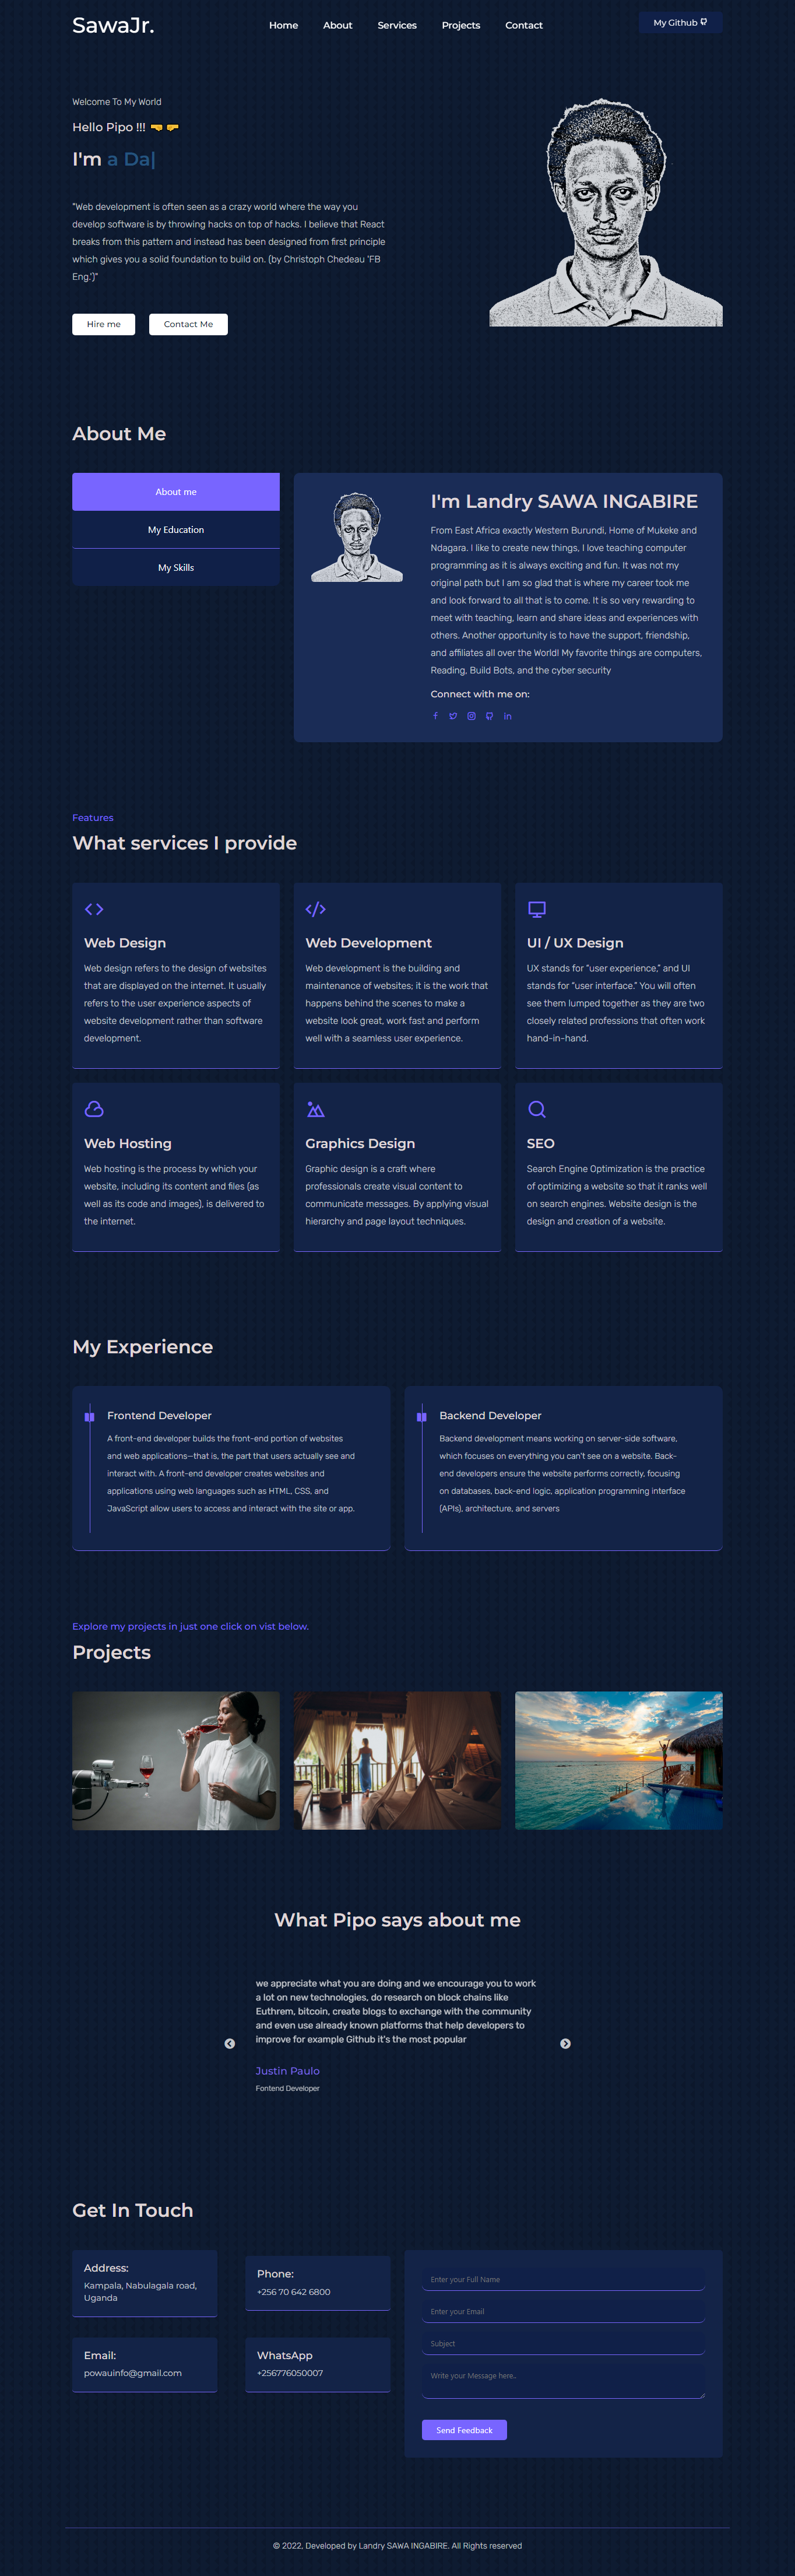 SawaJr.
Home
About
Services
Projects
Contact
My Github
Welcome To My World
Hello Pipo !!!
I'm a Da|
"Web development is often seen as a crazy world where the way you
develop software is by throwing hacks on top of hacks. I believe that React
breaks from this pattern and instead has been designed from first principle
which gives you a solid foundation to build on. (by Christoph Chedeau 'FB
Eng.')"
Hire me
Contact Me
About Me
About me
My Education
My Skills
I'm Landry SAWA INGABIRE
From East Africa exactly Western Burundi, Home of Mukeke and
Ndagara. I like to create new things, I love teaching computer
programming as it is always exciting and fun. It was not my
original path but I am so glad that is where my career took me
and look forward to all that is to come. It is so very rewarding to
meet with teaching, learn and share ideas and experiences with
others. Another opportunity is to have the support, friendship,
and affiliates all over the World! My favorite things are computers,
Reading, Build Bots, and the cyber security
Connect with me on:
Features
What services I provide
Web Design
Web design refers to the design of websites
that are displayed on the internet. It usually
refers to the user experience aspects of
website development rather than software
development.
Web Development
Web development is the building and
maintenance of websites; it is the work that
happens behind the scenes to make a
website look great, work fast and perform
well with a seamless user experience.
UI / UX Design
UX stands for “user experience,” and UI
stands for “user interface.” You will often
see them lumped together as they are two
closely related professions that often work
hand-in-hand.
Web Hosting
Web hosting is the process by which your
website, including its content and files (as
well as its code and images), is delivered to
the internet.
Graphics Design
Graphic design is a craft where
professionals create visual content to
communicate messages. By applying visual
hierarchy and page layout techniques.
SEO
Search Engine Optimization is the practice
of optimizing a website so that it ranks well
on search engines. Website design is the
design and creation of a website.
My Experience
Frontend Developer
A front-end developer builds the front-end portion of websites
and web applications—that is, the part that users actually see and
interact with. A front-end developer creates websites and
applications using web languages such as HTML, CSS, and
JavaScript allow users to access and interact with the site or app.
Backend Developer
Backend development means working on server-side software,
which focuses on everything you can't see on a website. Back-
end developers ensure the website performs correctly, focusing
on databases, back-end logic, application programming interface
(APIs), architecture, and servers
Explore my projects in just one click on vist below.
Projects
What Pipo says about me
we appreciate what you are doing and we encourage you to work
a lot on new technologies, do research on block chains like
Euthrem, bitcoin, create blogs to exchange with the community
and even use already known platforms that help developers to
improve for example Github it's the most popular
Justin Paulo
Fontend Developer
Get In Touch
Address:
Kampala, Nabulagala road,
Uganda
Phone:
+256 70 642 6800
Email:
powauinfo@gmail.com
WhatsApp
+256776050007
Enter your Full Name
Enter your Email
Subject
Write your Message here..
Send Feedback
© 2022, Developed by Landry SAWA INGABIRE. All Rights reserved